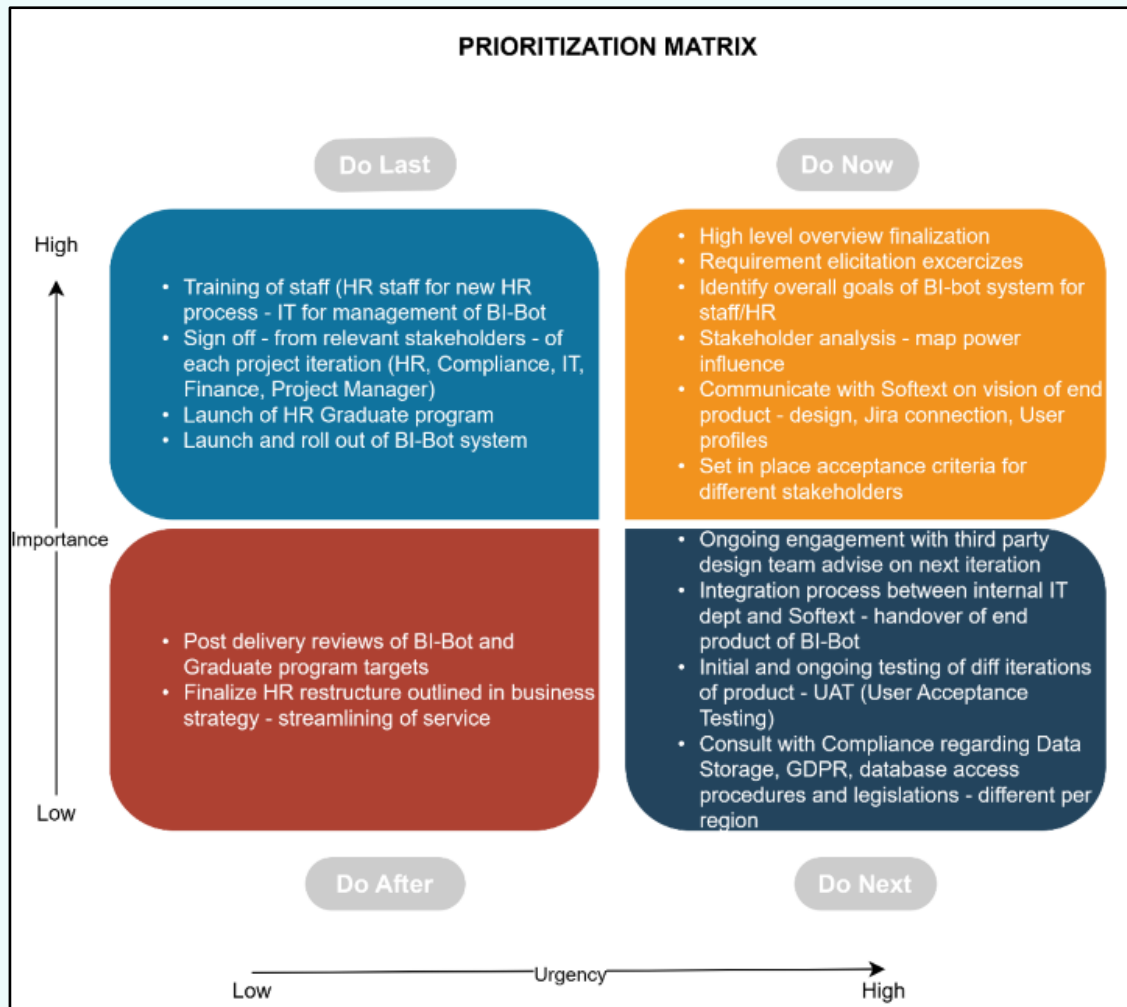 PRIORITIZATION MATRIX
Do Last
Do Now
High
• Training of staff (HR staff for new HR
process - IT for management of BI-Bot
• Sign off - from relevant stakeholders - of
each project iteration (HR, Compliance, IT,
Finance, Project Manager)
• Launch of HR Graduate program
• Launch and roll out of BI-Bot system
• High level overview finalization
• Requirement elicitation excercizes
• Identify overall goals of BI-bot system for
staff/HR
• Stakeholder analysis - map power
influence
• Communicate with Softext on vision of end
product - design, Jira connection, User
profiles
• Set in place acceptance criteria for
different stakeholders
Importance
• Post delivery reviews of BI-Bot and
Graduate program targets
• Finalize HR restructure outlined in business
strategy - streamlining of service
• Ongoing engagement with third party
design team advise on next iteration
• Integration process between internal IT
dept and Softext - handover of end
product of BI-Bot
• Initial and ongoing testing of diff iterations
of product - UAT (User Acceptance
Testing)
• Consult with Compliance regarding Data
Storage, GDPR, database access
procedures and legislations - different per
region
Low
Do After
Do Next
Urgency
Low
High